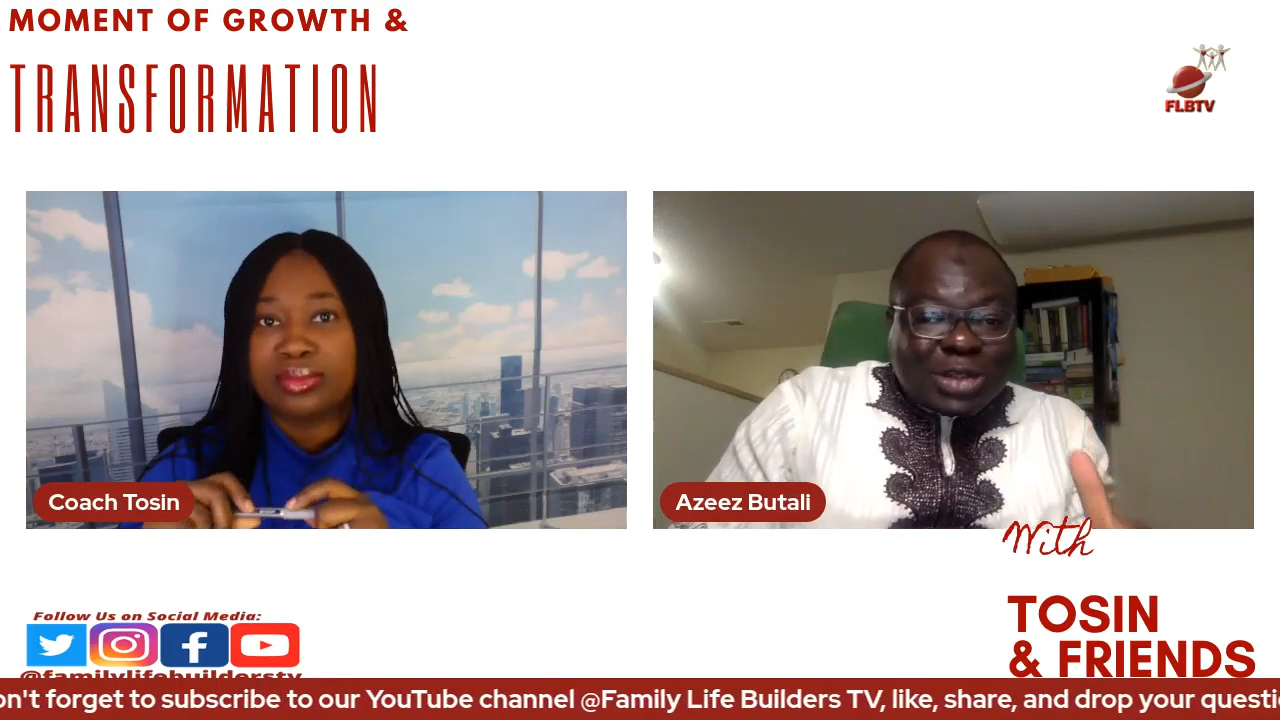 MOMENT OF GROWTH &
TRANSFORMATION
FLBTV
Coach Tosin
Azeez Butali
With
TOSIN
& FRIENDS
Follow Us on Social Media:
@familylifebuilderstv
on't forget to subscribe to our YouTube channel @Family Life Builders TV, like, share, and drop your questi